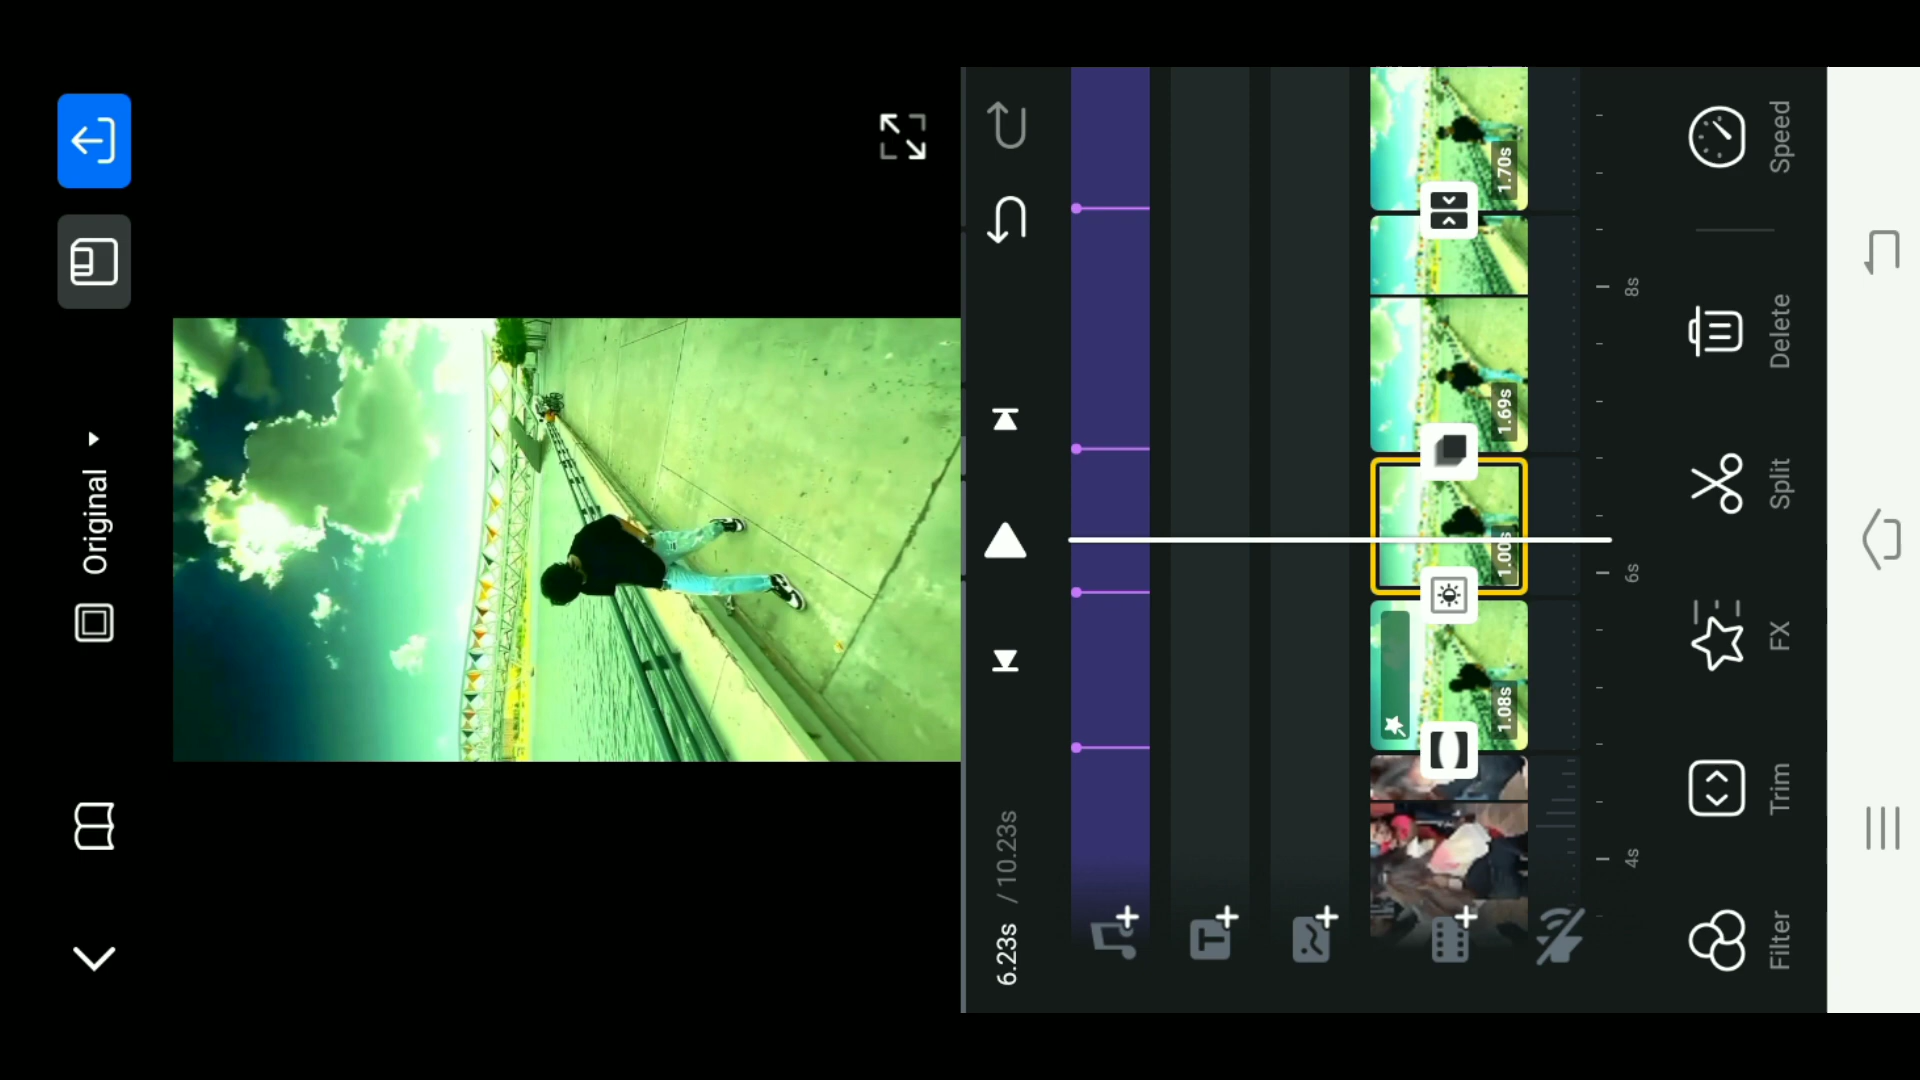 Original
6.23s / 10.23s
T
1.08s
1.00s
1.69s
1.70s
4s
6s
8s
Filter
Trim
FX
Split
Delete
Speed